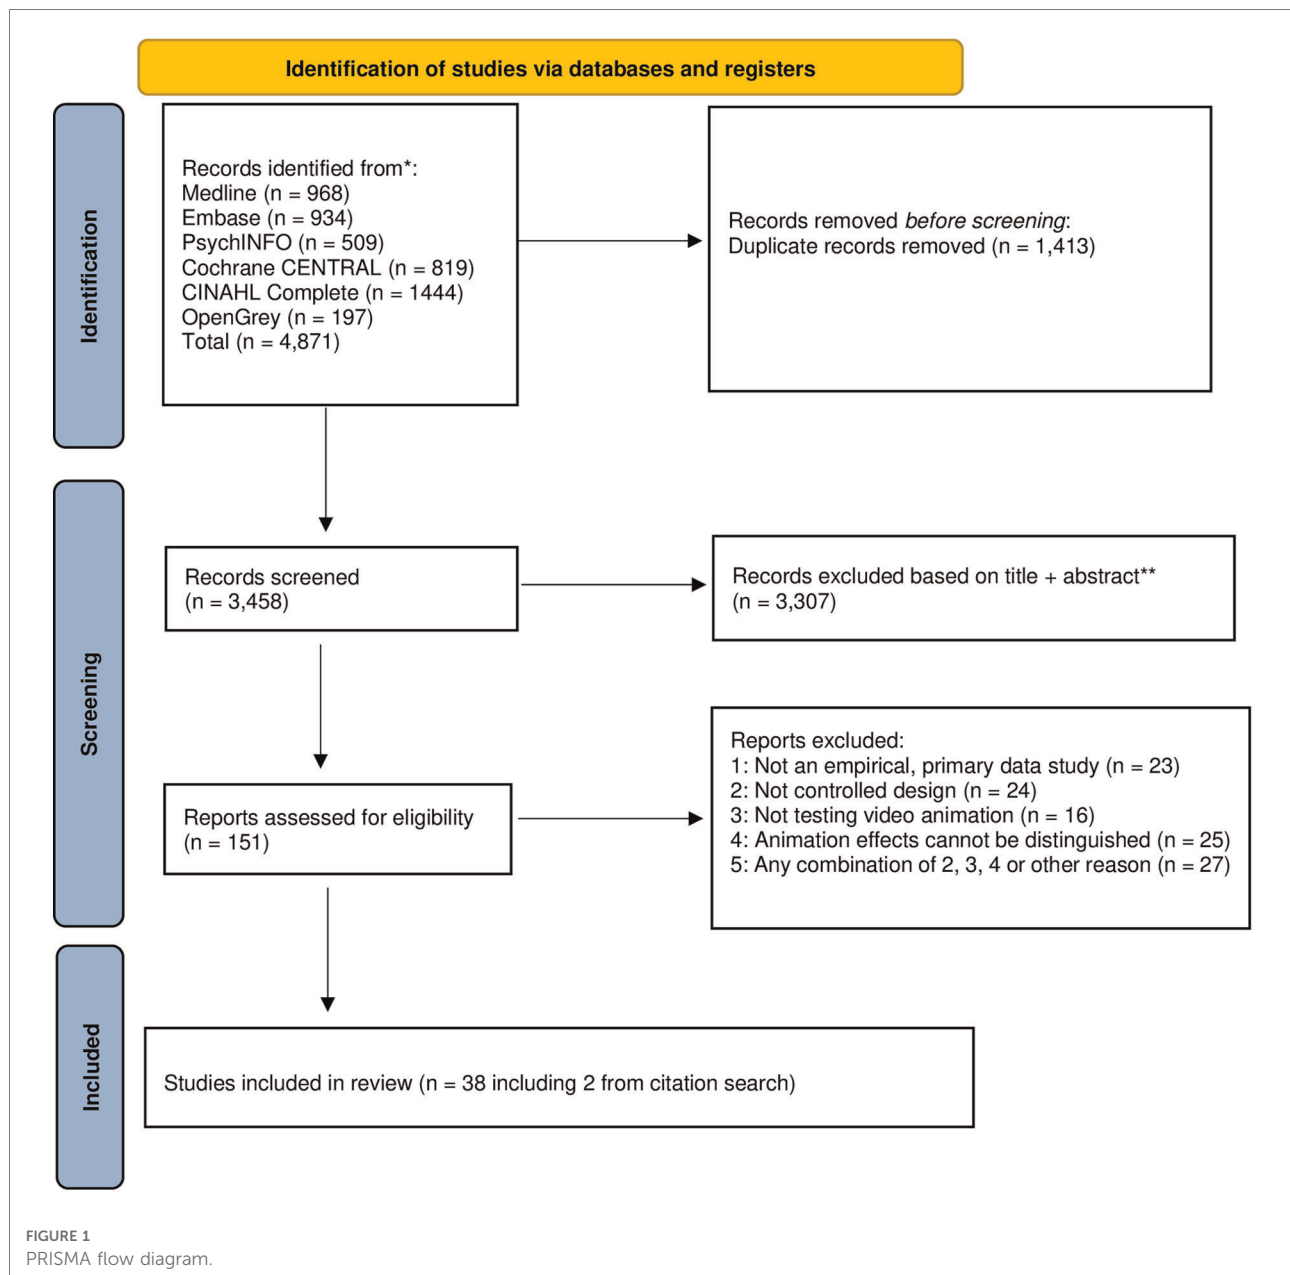 Identification of studies via databases and registers
Identification
Records identified from*:
Medline (n = 968)
Embase (n = 934)
PsychINFO (n = 509)
Cochrane CENTRAL (n = 819)
CINAHL Complete (n = 1444)
OpenGrey (n = 197)
Total (n = 4,871)
Records removed before screening:
Duplicate records removed (n = 1,413)
Screening
Records screened
(n = 3,458)
Records excluded based on title + abstract**
(n = 3,307)
Reports assessed for eligibility
(n = 151)
Reports excluded:
1: Not an empirical, primary data study (n = 23)
2: Not controlled design (n = 24)
3: Not testing video animation (n = 16)
4: Animation effects cannot be distinguished (n = 25)
5: Any combination of 2, 3, 4 or other reason (n = 27)
Included
Studies included in review (n = 38 including 2 from citation search)
FIGURE 1
PRISMA flow diagram.